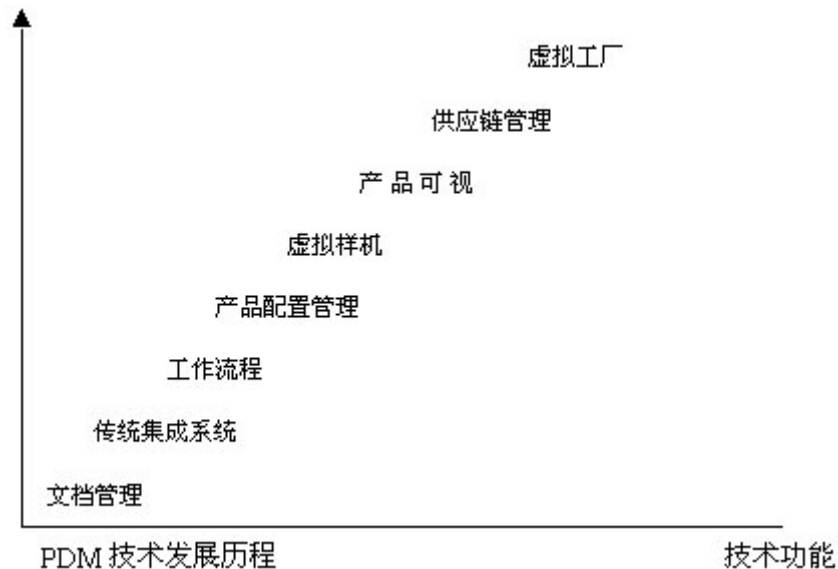 虚拟工厂
供应链管理
产品可视
虚拟样机
产品配置管理
工作流程
传统集成系统
文档管理
PDM 技术发展历程
技术功能